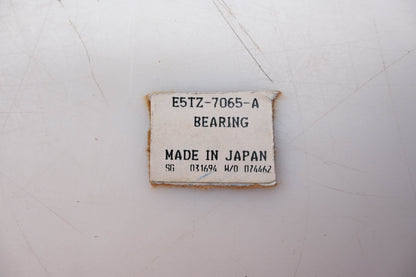 E5TZ-7065-A
BEARING
MADE IN JAPAN
SG 031694 W/O 074462